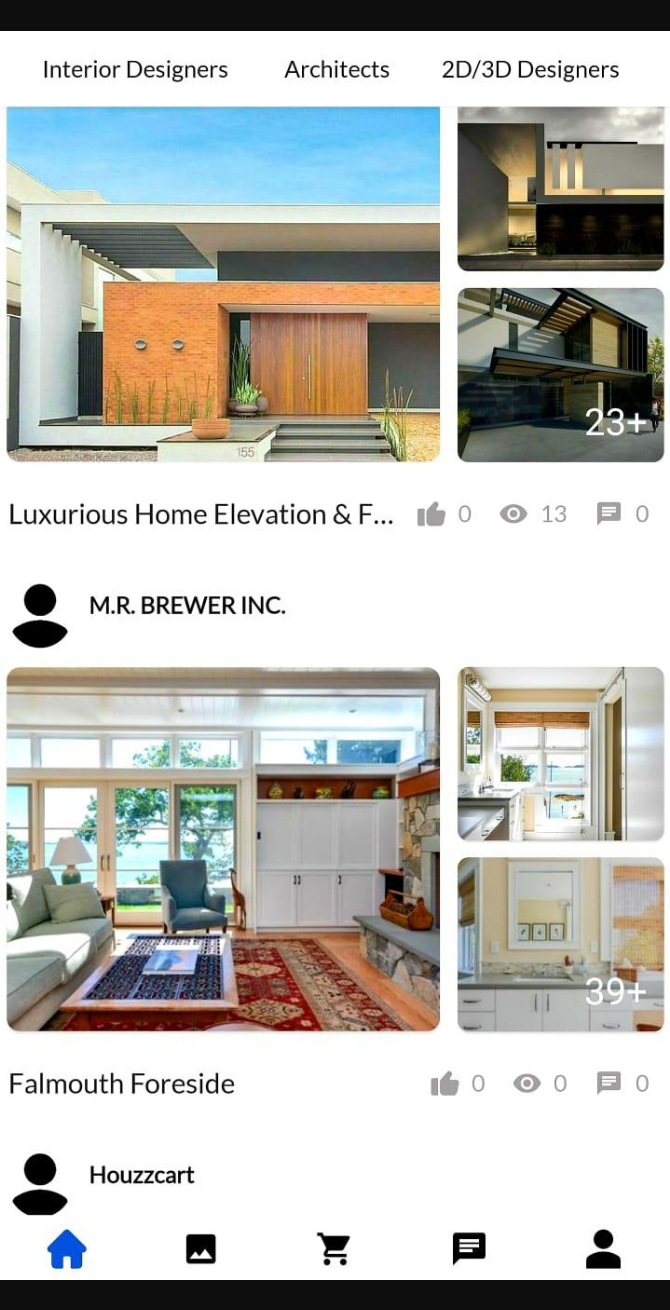 Interior Designers Architects 2D/3D Designers
155
23+
Luxurious Home Elevation & F... 0 13 0
M.R. BREWER INC.
39+
Falmouth Foreside 0 0 0
Houzzcart